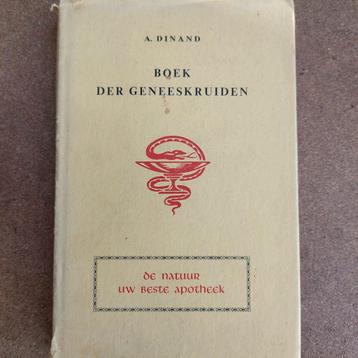 A. DINAND
BOEK
DER GENEESKRUIDEN
de natuur
uw beste apotheek